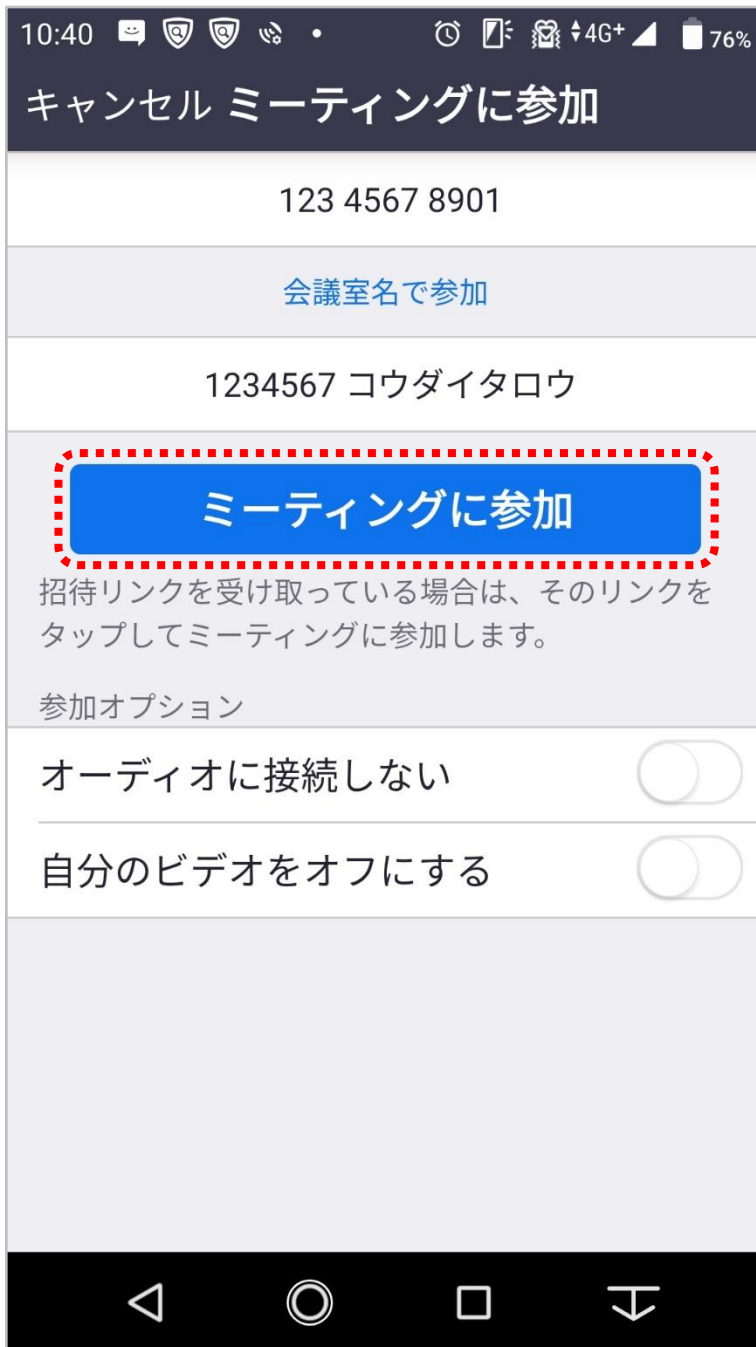 10:40 4G+ 76%
キャンセル ミーティングに参加
123 4567 8901
会議室名で参加
1234567 コウダイタロウ
ミーティングに参加
招待リンクを受け取っている場合は、そのリンクを
タップしてミーティングに参加します。
参加オプション
オーディオに接続しない
自分のビデオをオフにする